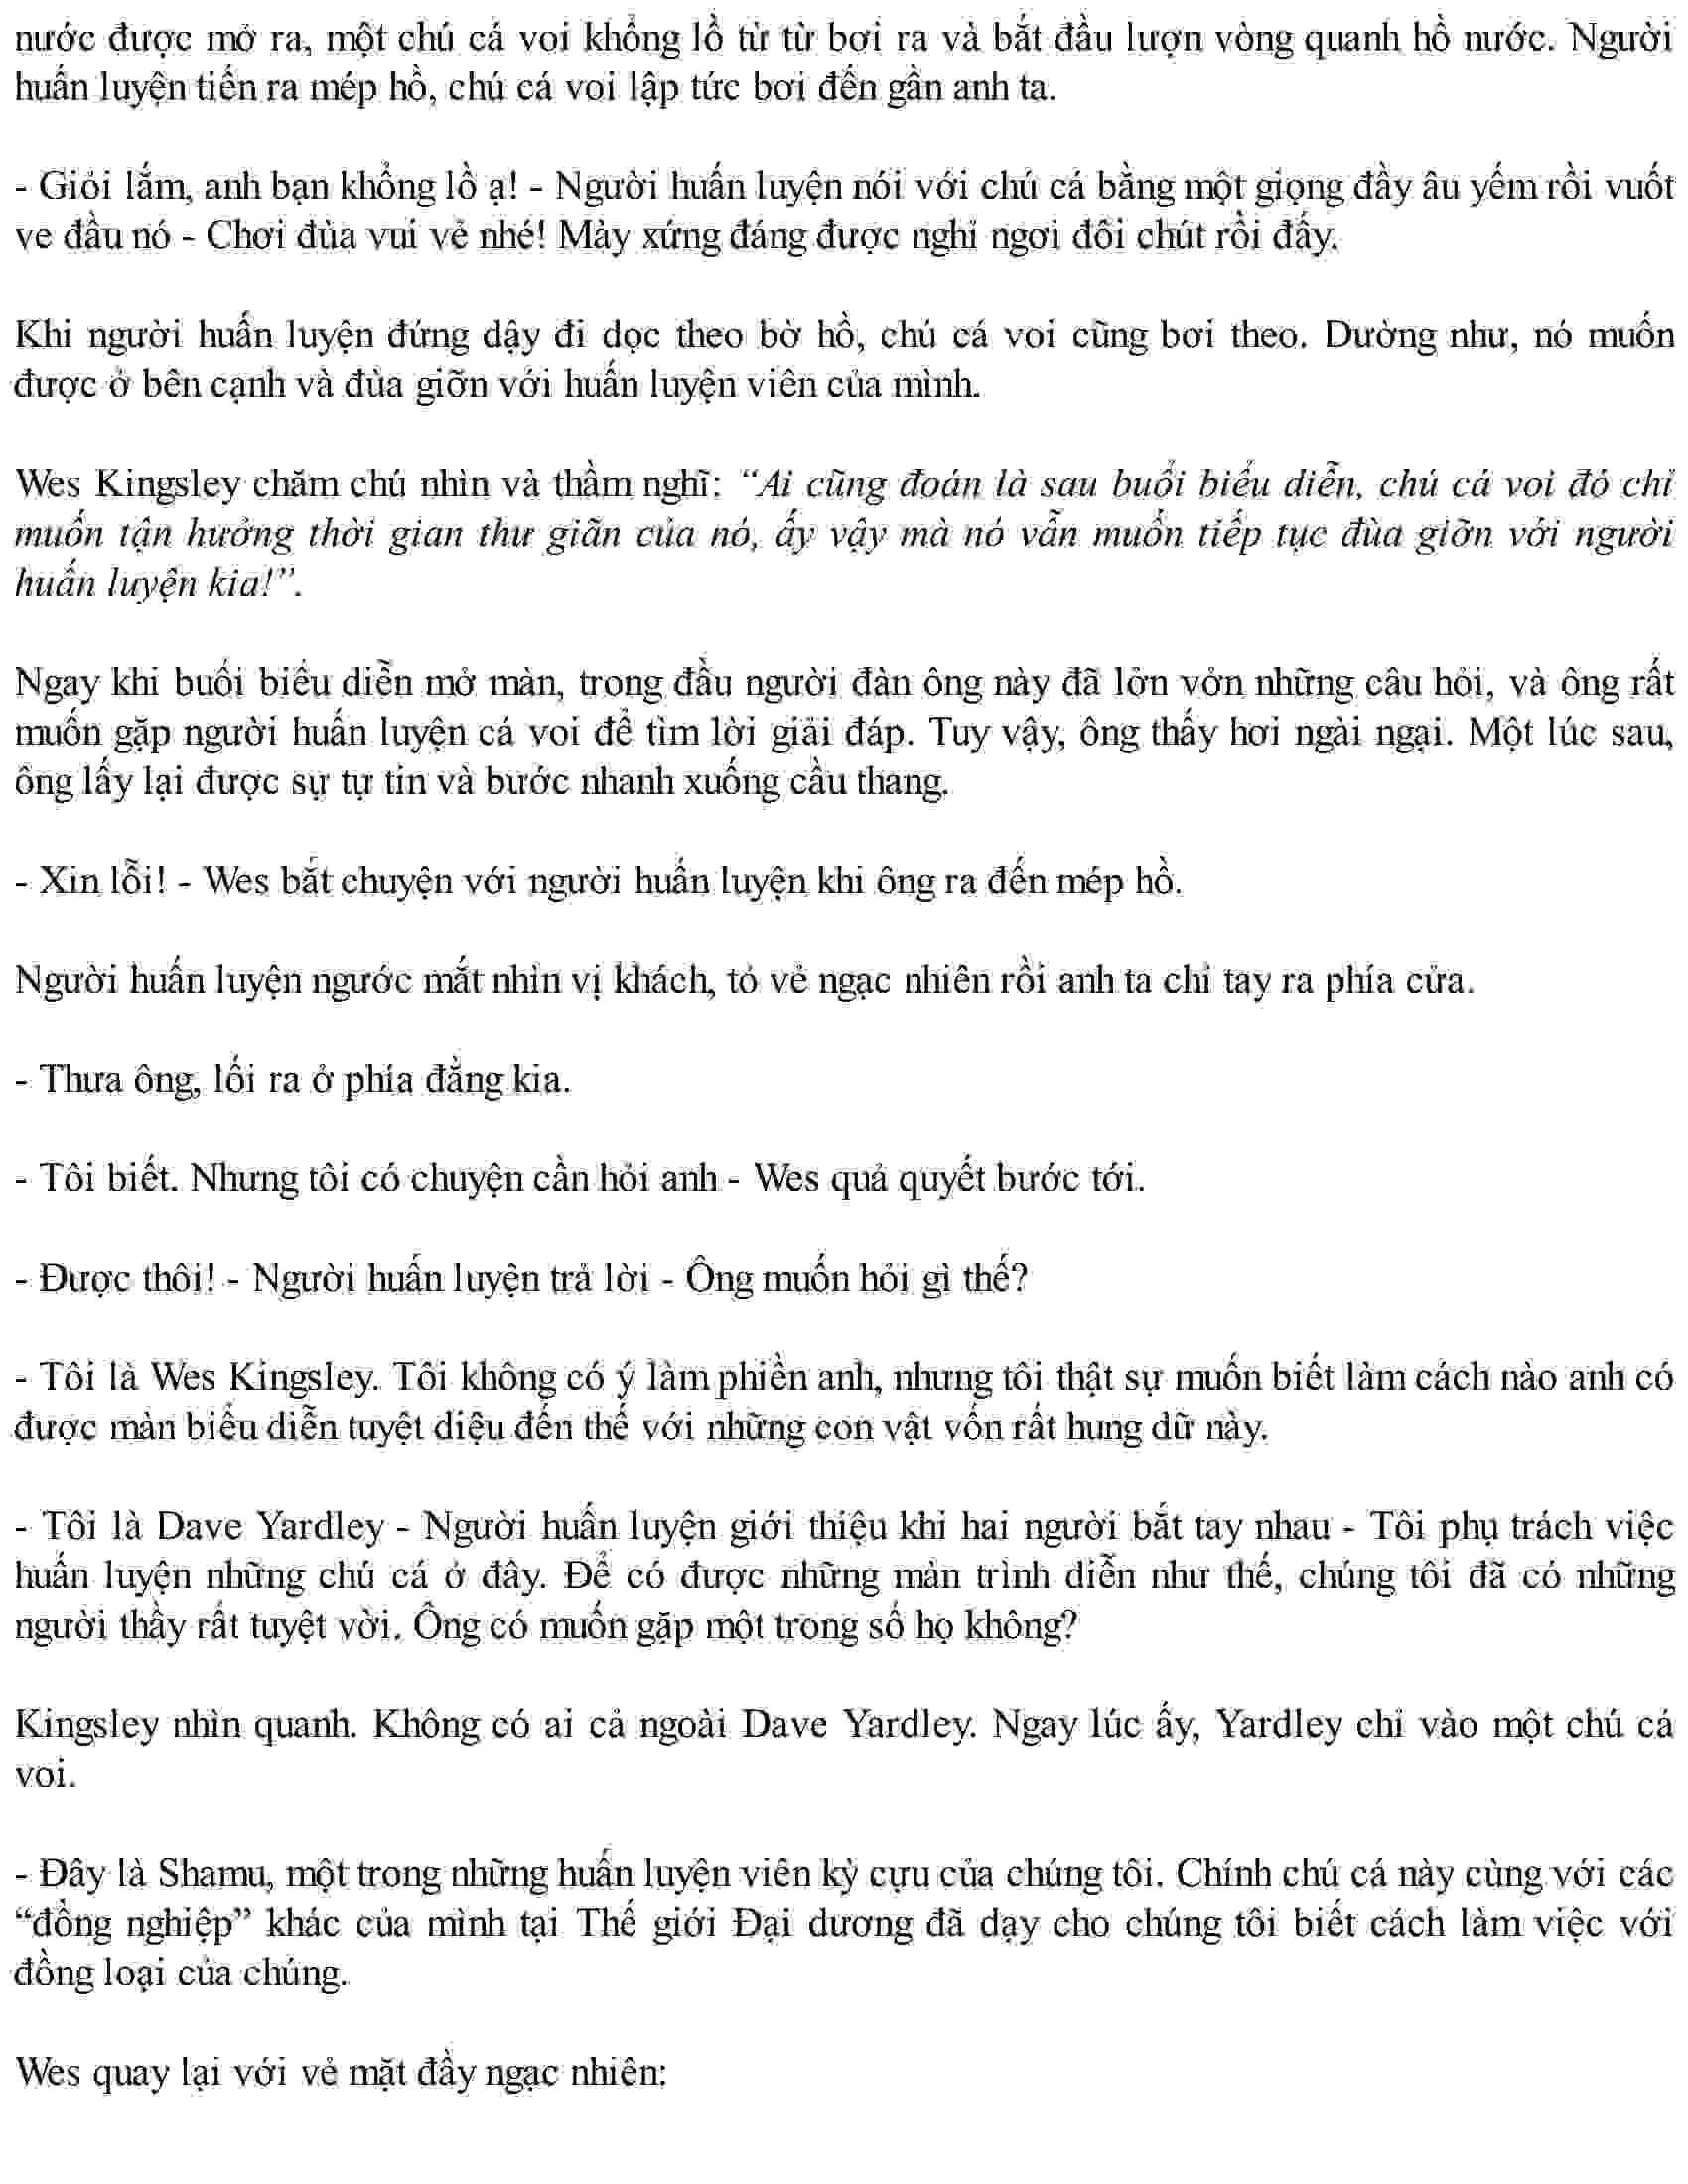 nước được mở ra, một chú cá voi khổng lồ từ từ bơi ra và bắt đầu lượn vòng quanh hồ nước. Người
huấn luyện tiến ra mép hồ, chú cá voi lập tức bơi đến gần anh ta.
- Giỏi lắm, anh bạn khổng lồ ạ! - Người huấn luyện nói với chú cá bằng một giọng đầy âu yếm rồi vuốt
ve đầu nó - Chơi đùa vui vẻ nhé! Mày xứng đáng được nghỉ ngơi đôi chút rồi đấy.
Khi người huấn luyện đứng dậy đi dọc theo bờ hồ, chú cá voi cũng bơi theo. Dường như, nó muốn
được ở bên cạnh và đùa giỡn với huấn luyện viên của mình.
Wes Kingsley chăm chú nhìn và thầm nghĩ: “Ai cũng đoán là sau buổi biểu diễn, chú cá voi đó chỉ
muốn tận hưởng thời gian thư giãn của nó, ấy vậy mà nó vẫn muốn tiếp tục đùa giỡn với người
huấn luyện kia!”.
Ngay khi buổi biểu diễn mở màn, trong đầu người đàn ông này đã lởn vởn những câu hỏi, và ông rất
muốn gặp người huấn luyện cá voi để tìm lời giải đáp. Tuy vậy, ông thấy hơi ngài ngại. Một lúc sau,
ông lấy lại được sự tự tin và bước nhanh xuống cầu thang.
- Xin lỗi! - Wes bắt chuyện với người huấn luyện khi ông ra đến mép hồ.
Người huấn luyện ngước mắt nhìn vị khách, tỏ vẻ ngạc nhiên rồi anh ta chỉ tay ra phía cửa.
- Thưa ông, lối ra ở phía đằng kia.
- Tôi biết. Nhưng tôi có chuyện cần hỏi anh - Wes quả quyết bước tới.
- Được thôi! - Người huấn luyện trả lời - Ông muốn hỏi gì thế?
- Tôi là Wes Kingsley. Tôi không có ý làm phiền anh, nhưng tôi thật sự muốn biết làm cách nào anh có
được màn biểu diễn tuyệt diệu đến thế với những con vật vốn rất hung dữ này.
- Tôi là Dave Yardley - Người huấn luyện giới thiệu khi hai người bắt tay nhau - Tôi phụ trách việc
huấn luyện những chú cá ở đây. Để có được những màn trình diễn như thế, chúng tôi đã có những
người thầy rất tuyệt vời. Ông có muốn gặp một trong số họ không?
Kingsley nhìn quanh. Không có ai cả ngoài Dave Yardley. Ngay lúc ấy, Yardley chỉ vào một chú cá
voi.
- Đây là Shamu, một trong những huấn luyện viên kỳ cựu của chúng tôi. Chính chú cá này cùng với các
“đồng nghiệp” khác của mình tại Thế giới Đại dương đã dạy cho chúng tôi biết cách làm việc với
đồng loại của chúng.
Wes quay lại với vẻ mặt đầy ngạc nhiên: